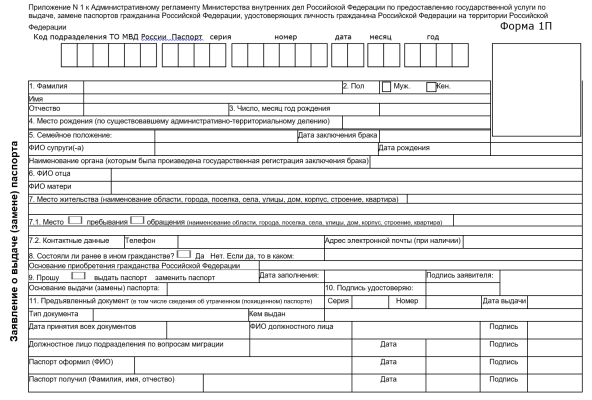 Приложение N 1 к Административному регламенту Министерства внутренних дел Российской Федерации по предоставлению государственной услуги по
выдаче, замене паспортов гражданина Российской Федерации, удостоверяющих личность гражданина Российской Федерации на территории Российской
Федерации
Форма 1П
Код подразделения ТО МВД России Паспорт серия номер дата месяц год
Заявление о выдаче (замене) паспорта
1. Фамилия 2. Пол Муж. Жен.
Имя
Отчество 3. Число, месяц год рождения
4. Место рождения (по существовавшему административно-территориальному делению)
5. Семейное положение: Дата заключения брака
ФИО супруги(-а) Дата рождения
Наименование органа (которым была произведена государственная регистрация заключения брака)
6. ФИО отца
ФИО матери
7. Место жительства (наименование области, города, поселка, села, улицы, дом, корпус, строение, квартира)
7.1. Место пребывания обращения (наименование области, города, поселка, села, улицы, дом, корпус, строение, квартира)
7.2. Контактные данные Телефон Адрес электронной почты (при наличии)
8. Состояли ли ранее в ином гражданстве? Да Нет. Если да, то в каком:
Основание приобретения гражданства Российской Федерации
9. Прошу выдать паспорт заменить паспорт Дата заполнения: Подпись заявителя:
Основание выдачи (замены) паспорта: 10. Подпись удостоверяю:
11. Предъявленный документ (в том числе сведения об утраченном (похищенном) паспорте) Серия Номер Дата выдачи
Тип документа Кем выдан
Дата принятия всех документов ФИО должностного лица Подпись
Должностное лицо подразделения по вопросам миграции Дата Подпись
Паспорт оформил (ФИО) Дата Подпись
Паспорт получил (Фамилия, имя, отчество) Дата Подпись